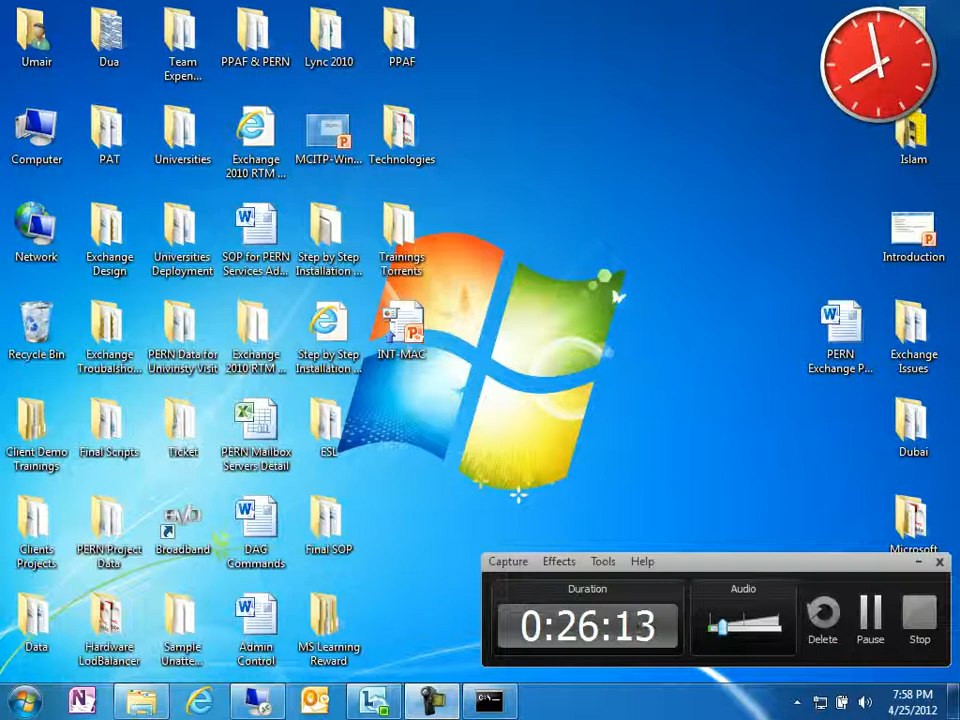 Umair
Dua
Team
Expen...
PPAF & PERN
Lync 2010
PPAF
Computer
PAT
Universities
Exchange
2010 RTM ...
MCITP-Win...
Technologies
Islam
Network
Exchange
Design
Universities
Deployment
SOP for PERN
Services Ad...
Step by Step
Installation ...
Trainings
Torrents
Introduction
Recycle Bin
Exchange
Troubalsho...
PERN Data for
Univiristy Visit
Exchange
2010 RTM ...
Step by Step
Installation ...
INT-MAC
PERN
Exchange P...
Exchange
Issues
Client Demo
Trainings
Final Scripts
Ticket
PERN Mailbox
Servers Detail
ESL
Dubai
Clients
Projects
PERN Project
Data
Broadband
DAG
Commands
Final SOP
Microsoft
Data
Hardware
LodBalancer
Sample
Unatte...
Admin
Control
MS Learning
Reward
Capture Effects Tools Help
Duration
Audio
0:26:13
Delete
Pause
Stop
7:58 PM
4/25/2012